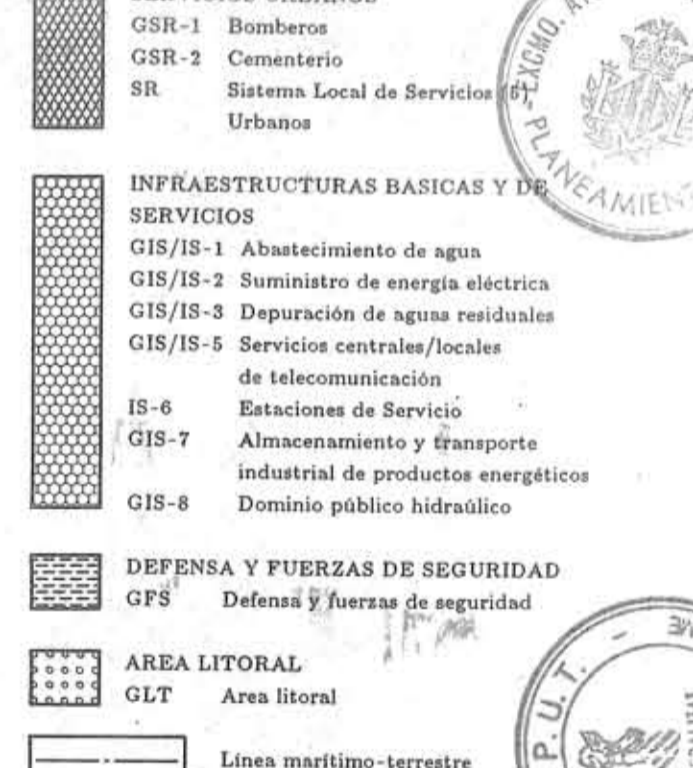 GSR-1 Bomberos
GSR-2 Cementerio
SR Sistema Local de Servicios (5)
Urbanos
INFRAESTRUCTURAS BASICAS Y DE
SERVICIOS
GIS/IS-1 Abastecimiento de agua
GIS/IS-2 Suministro de energía eléctrica
GIS/IS-3 Depuración de aguas residuales
GIS/IS-5 Servicios centrales/locales
de telecomunicación
IS-6 Estaciones de Servicio
GIS-7 Almacenamiento y transporte
industrial de productos energéticos
GIS-8 Dominio público hidraúlico
DEFENSA Y FUERZAS DE SEGURIDAD
GFS Defensa y fuerzas de seguridad
AREA LITORAL
GLT Area litoral
Línea marítimo-terrestre
EXCMO.
P.U.T. -